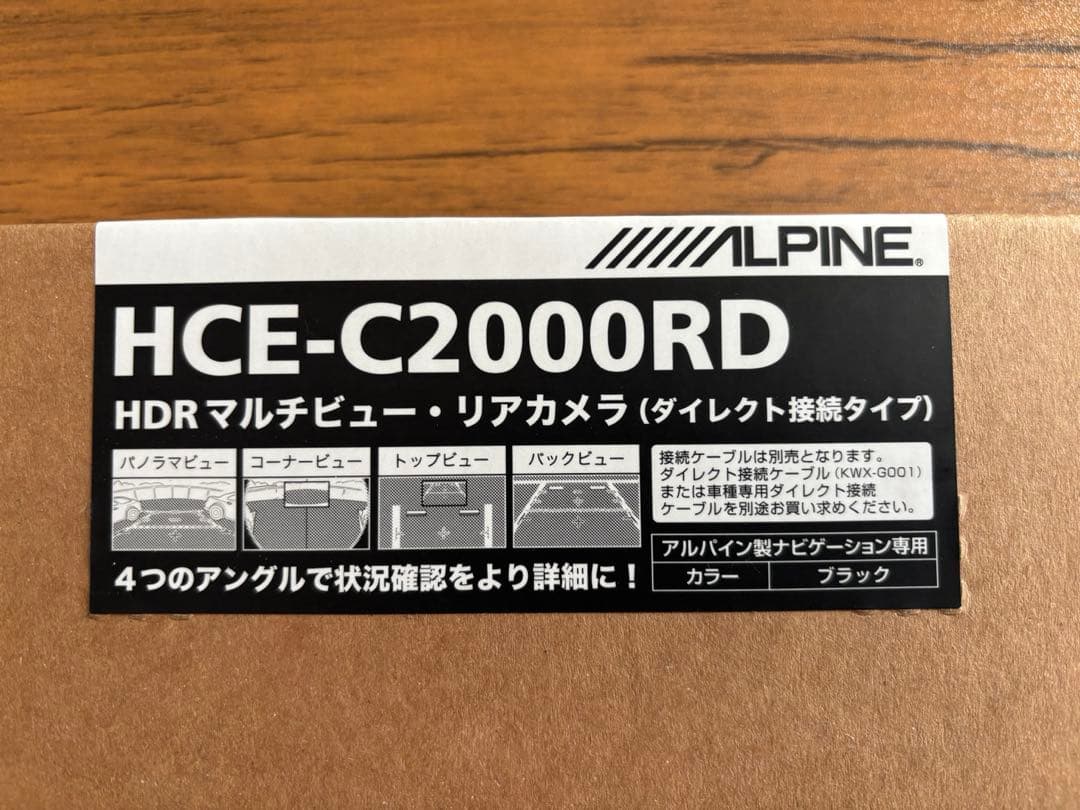 ALPINE®
HCE-C2000RD
HDRマルチビュー・リアカメラ(ダイレクト接続タイプ)
パノラマビュー
コーナービュー
トップビュー
バックビュー
4つのアングルで状況確認をより詳細に!
接続ケーブルは別売となります。
ダイレクト接続ケーブル(KWX-G001)
または車種専用ダイレクト接続
ケーブルを別途お買い求めください。
アルパイン製ナビゲーション専用
カラー ブラック